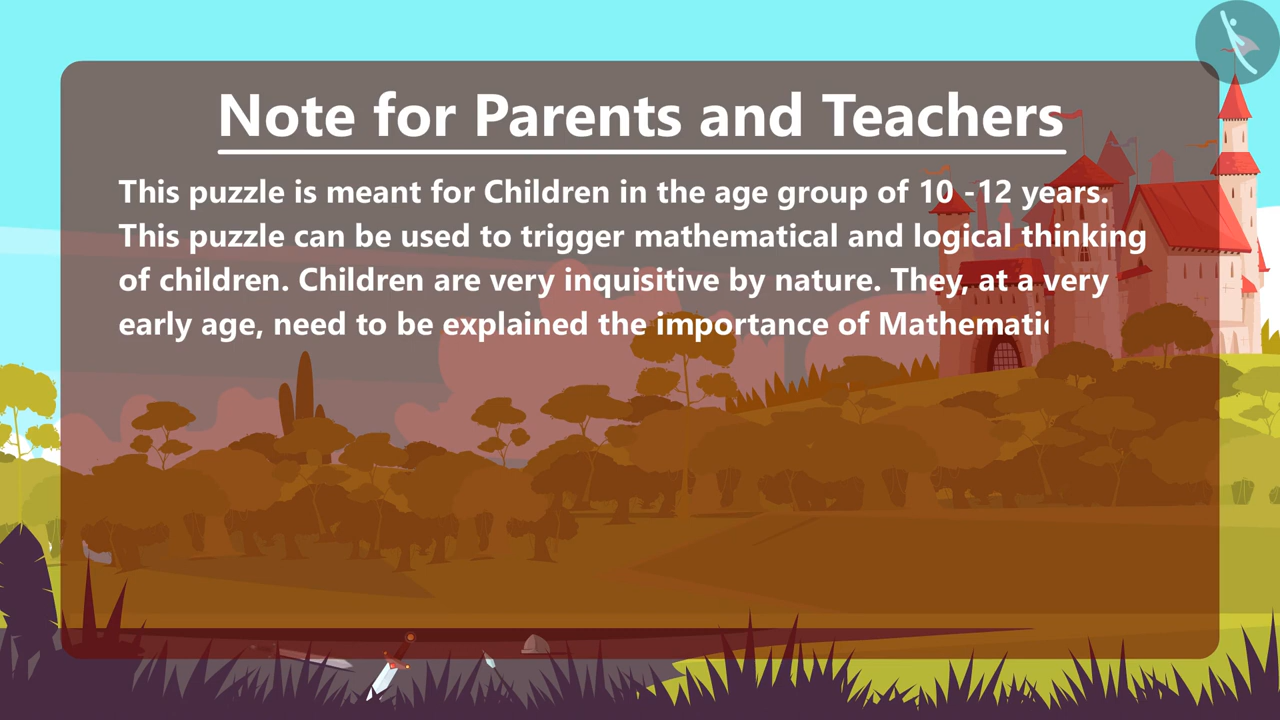 Note for Parents and Teachers
This puzzle is meant for Children in the age group of 10 -12 years.
This puzzle can be used to trigger mathematical and logical thinking
of children. Children are very inquisitive by nature. They, at a very
early age, need to be explained the importance of Mathemati